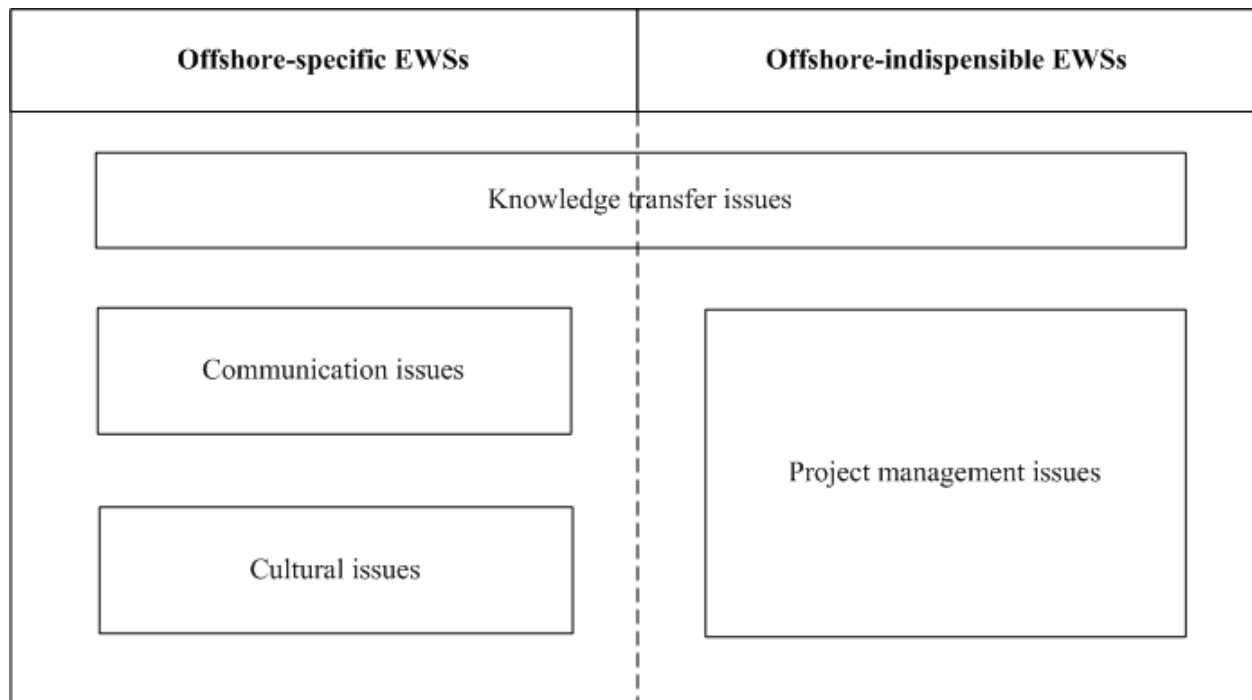 Offshore-specific EWSs
Offshore-indispensible EWSs
Knowledge transfer issues
Communication issues
Project management issues
Cultural issues